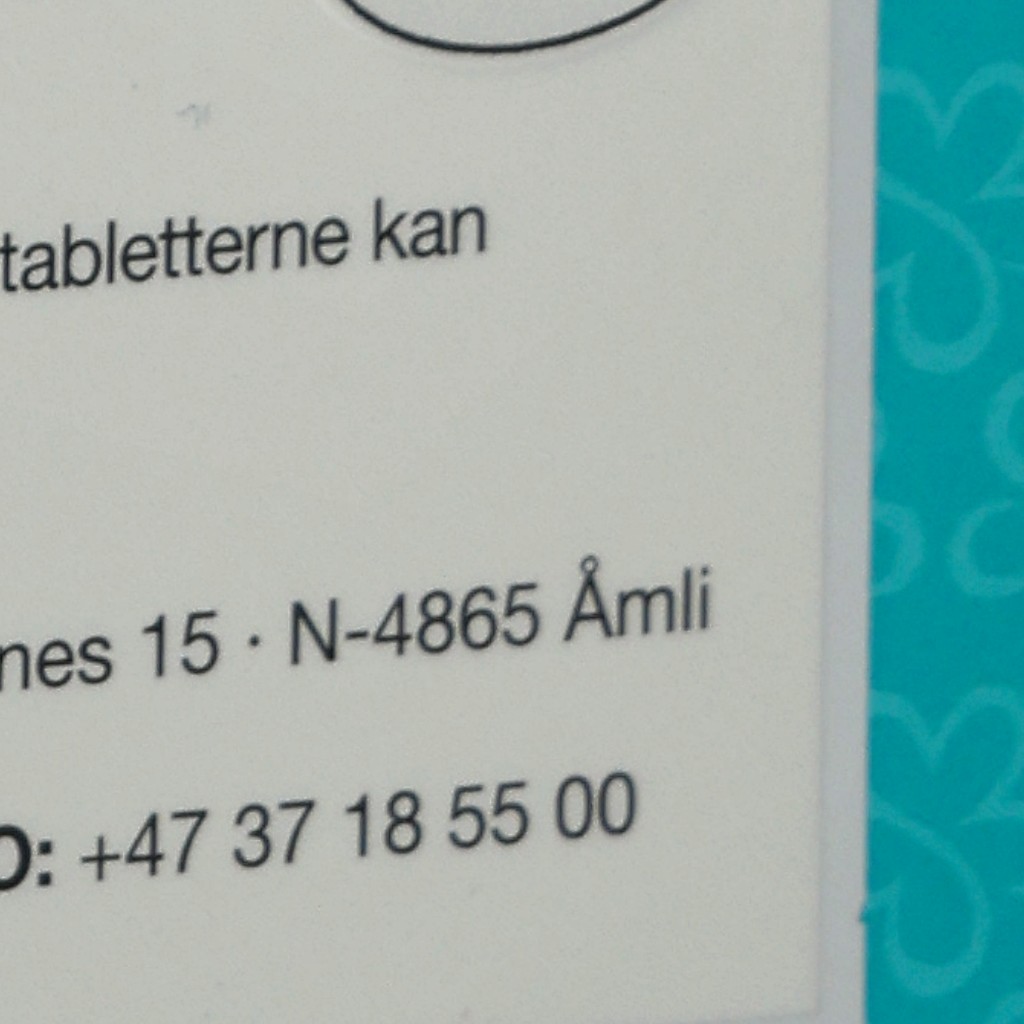 tabletterne kan
nes 15 · N-4865 Åmli
O: +47 37 18 55 00